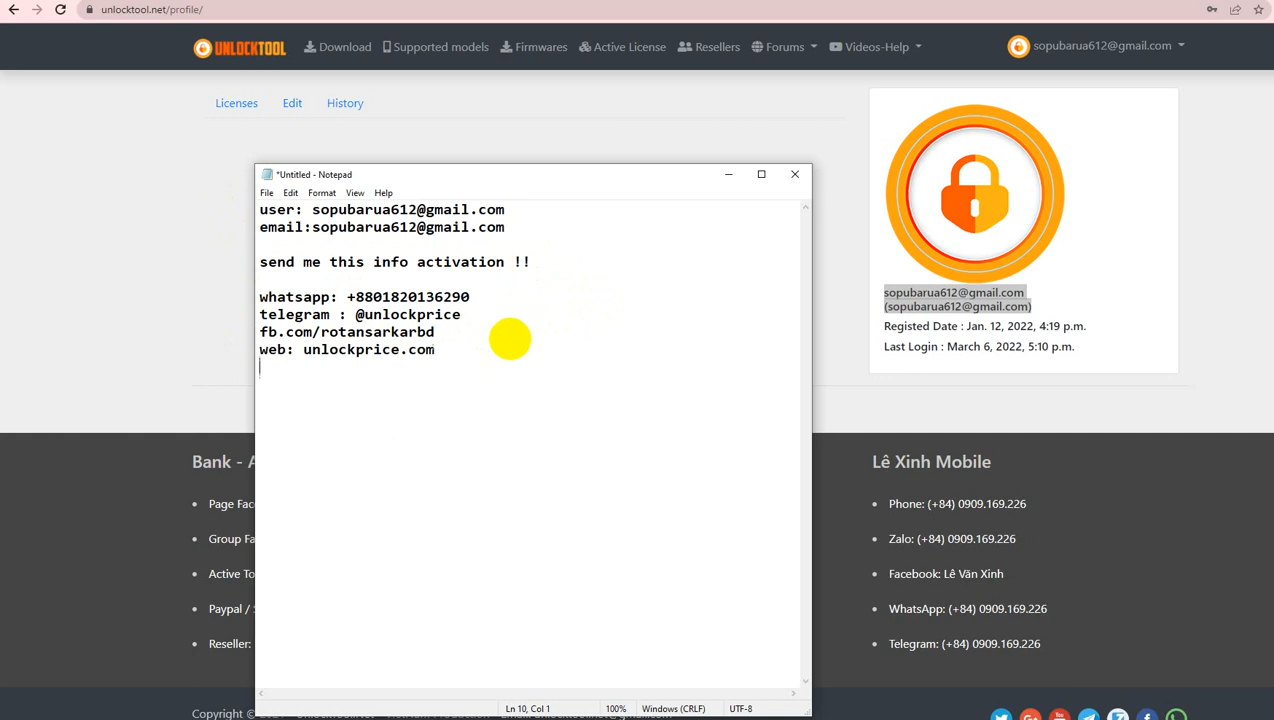 unlocktool.net/profile/
UNLOCKTOOL Download Supported models Firmwares Active License Resellers Forums Videos-Help sopubarua612@gmail.com
Licenses Edit History
*Untitled - Notepad
File Edit Format View Help
user: sopubarua612@gmail.com
email:sopubarua612@gmail.com
send me this info activation !!
whatsapp: +8801820136290
telegram : @unlockprice
fb.com/rotansarkarbd
web: unlockprice.com
Ln 10, Col 1 100% Windows (CRLF) UTF-8
sopubarua612@gmail.com
(sopubarua612@gmail.com)
Registed Date : Jan. 12, 2022, 4:19 p.m.
Last Login : March 6, 2022, 5:10 p.m.
Bank - A
Page Fac
Group Fa
Active To
Paypal /
Reseller:
Lê Xinh Mobile
Phone: (+84) 0909.169.226
Zalo: (+84) 0909.169.226
Facebook: Lê Văn Xinh
WhatsApp: (+84) 0909.169.226
Telegram: (+84) 0909.169.226
Copyright ©